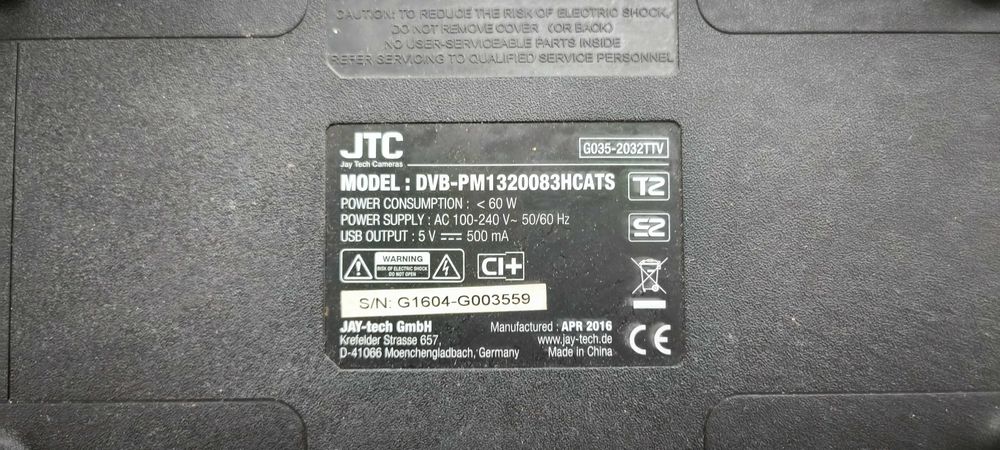 CAUTION: TO REDUCE THE RISK OF ELECTRIC SHOCK,
DO NOT REMOVE COVER (OR BACK)
NO USER-SERVICEABLE PARTS INSIDE
REFER SERVICING TO QUALIFIED SERVICE PERSONNEL
JTC
Jay Tech Cameras
G035-2032TTV
MODEL : DVB-PM1320083HCATS
T2
POWER CONSUMPTION : < 60 W
POWER SUPPLY : AC 100-240 V~ 50/60 Hz
S2
USB OUTPUT : 5 V ⎓ 500 mA
WARNING
RISK OF ELECTRIC SHOCK
DO NOT OPEN
CI+
S/N: G1604-G003559
JAY-tech GmbH
Manufactured : APR 2016
Krefelder Strasse 657,
www.jay-tech.de
D-41066 Moenchengladbach, Germany
Made in China
CE